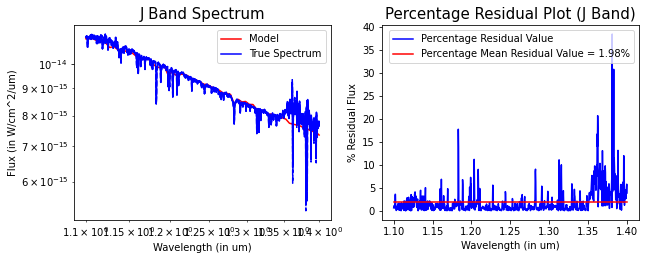 J Band Spectrum
Model
True Spectrum
10⁻¹⁴
9 × 10⁻¹⁵
8 × 10⁻¹⁵
7 × 10⁻¹⁵
6 × 10⁻¹⁵
Flux (in W/cm^2/um)
1.1 × 10⁰ 1.15 × 10⁰ 1.2 × 10⁰ 1.25 × 10⁰ 1.3 × 10⁰ 1.35 × 10⁰ 1.4 × 10⁰
Wavelength (in um)
Percentage Residual Plot (J Band)
Percentage Residual Value
Percentage Mean Residual Value = 1.98%
40
35
30
25
20
15
10
5
0
% Residual Flux
1.10 1.15 1.20 1.25 1.30 1.35 1.40
Wavelength (in um)